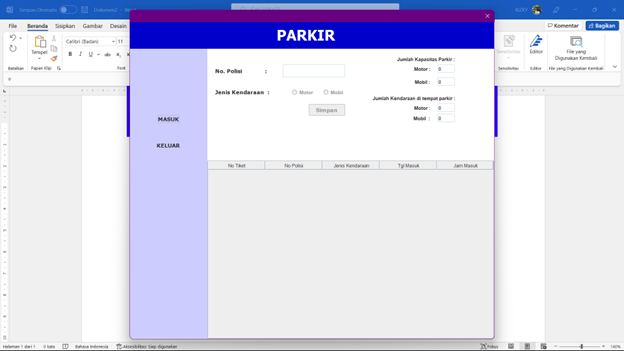 Simpan Otomatis
Dokumen2
File Beranda Sisipkan Gambar Desain
Komentar Bagikan
Tempel
Calibri (Badan) 11
File yang
Digunakan Kembali
Sensitivitas
Editor
Batalkan Papan Klip Font
Sensitivitas Editor File yang Digunakan Kembali
PARKIR
MASUK
KELUAR
No. Polisi :
Jenis Kendaraan : Motor Mobil
Simpan
Jumlah Kapasitas Parkir :
Motor : 0
Mobil : 0
Jumlah Kendaraan di tempat parkir :
Motor : 0
Mobil : 0
No Tiket No Polisi Jenis Kendaraan Tgl Masuk Jam Masuk
Halaman 1 dari 1 0 kata Bahasa Indonesia Aksesibilitas: Siap digunakan
Fokus 140%